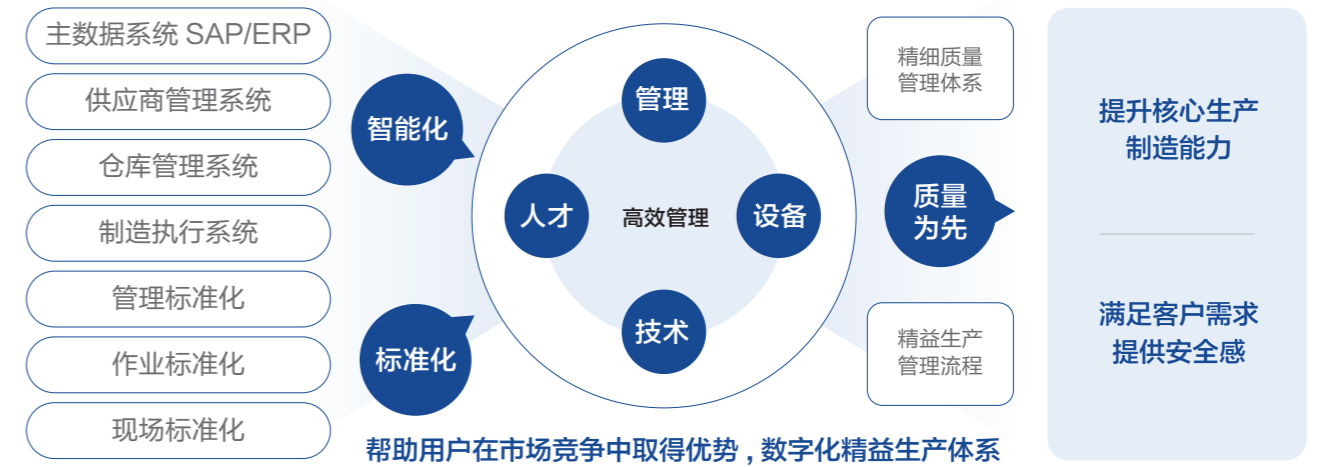 主数据系统 SAP/ERP
供应商管理系统
仓库管理系统
制造执行系统
管理标准化
作业标准化
现场标准化
智能化
标准化
管理
人才
高效管理
设备
技术
精细质量
管理体系
质量
为先
精益生产
管理流程
提升核心生产
制造能力
满足客户需求
提供安全感
帮助用户在市场竞争中取得优势 , 数字化精益生产体系